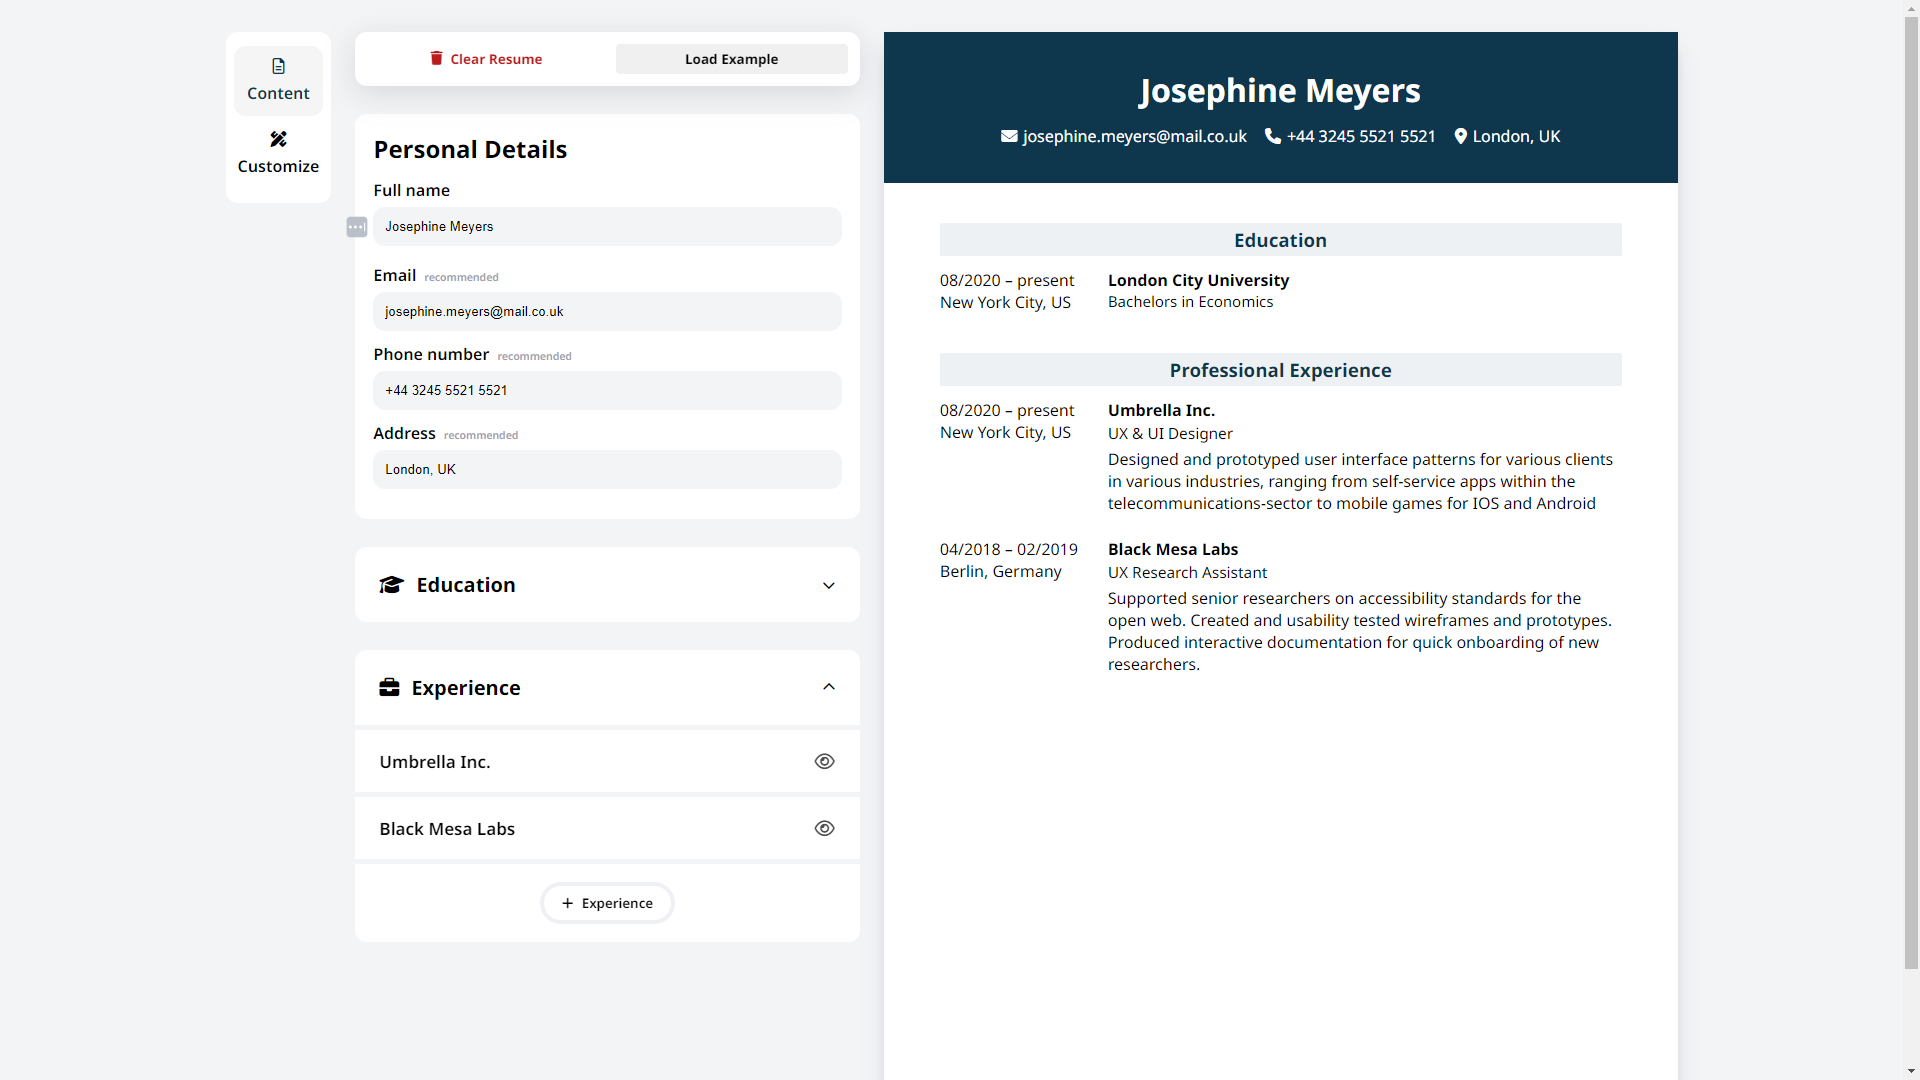 Content
Customize
Clear Resume
Load Example
Personal Details
Full name
Josephine Meyers
Email recommended
josephine.meyers@mail.co.uk
Phone number recommended
+44 3245 5521 5521
Address recommended
London, UK
Education
Experience
Umbrella Inc.
Black Mesa Labs
+ Experience
Josephine Meyers
josephine.meyers@mail.co.uk +44 3245 5521 5521 London, UK
Education
08/2020 – present
New York City, US
London City University
Bachelors in Economics
Professional Experience
08/2020 – present
New York City, US
Umbrella Inc.
UX & UI Designer
Designed and prototyped user interface patterns for various clients
in various industries, ranging from self-service apps within the
telecommunications-sector to mobile games for IOS and Android
04/2018 – 02/2019
Berlin, Germany
Black Mesa Labs
UX Research Assistant
Supported senior researchers on accessibility standards for the
open web. Created and usability tested wireframes and prototypes.
Produced interactive documentation for quick onboarding of new
researchers.